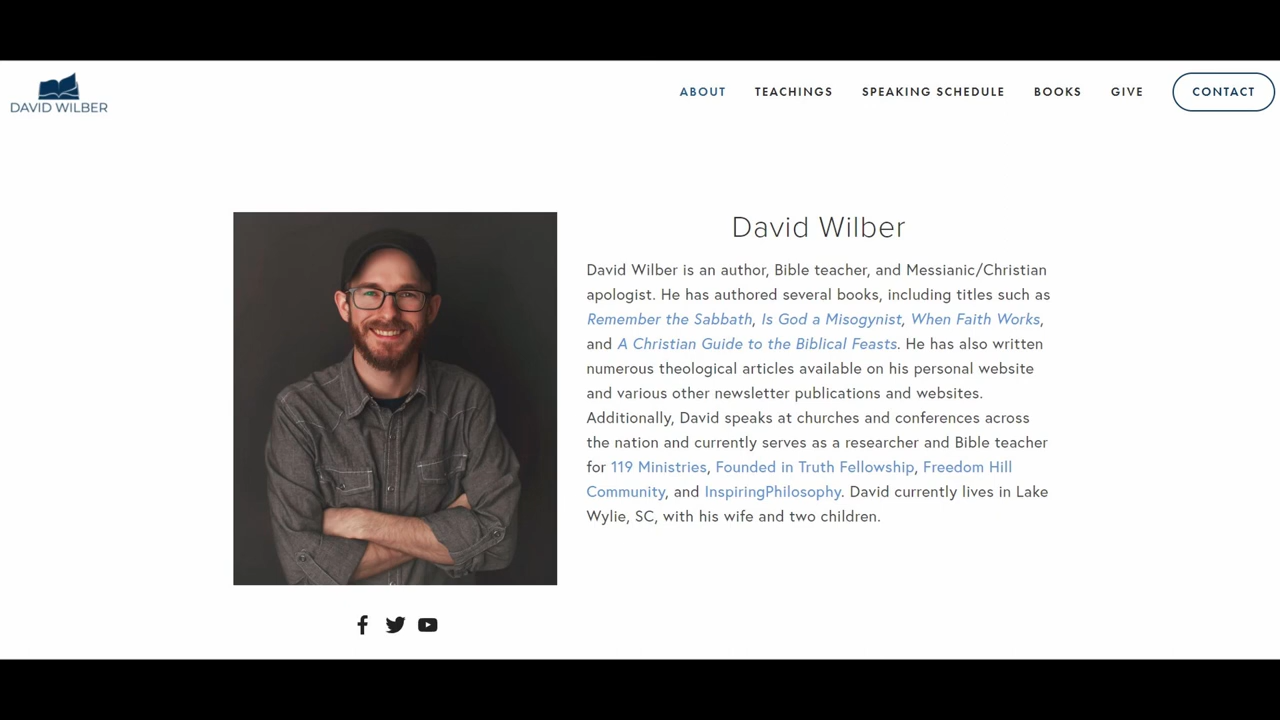 DAVID WILBER
ABOUT TEACHINGS SPEAKING SCHEDULE BOOKS GIVE CONTACT
David Wilber
David Wilber is an author, Bible teacher, and Messianic/Christian
apologist. He has authored several books, including titles such as
Remember the Sabbath, Is God a Misogynist, When Faith Works,
and A Christian Guide to the Biblical Feasts. He has also written
numerous theological articles available on his personal website
and various other newsletter publications and websites.
Additionally, David speaks at churches and conferences across
the nation and currently serves as a researcher and Bible teacher
for 119 Ministries, Founded in Truth Fellowship, Freedom Hill
Community, and InspiringPhilosophy. David currently lives in Lake
Wylie, SC, with his wife and two children.